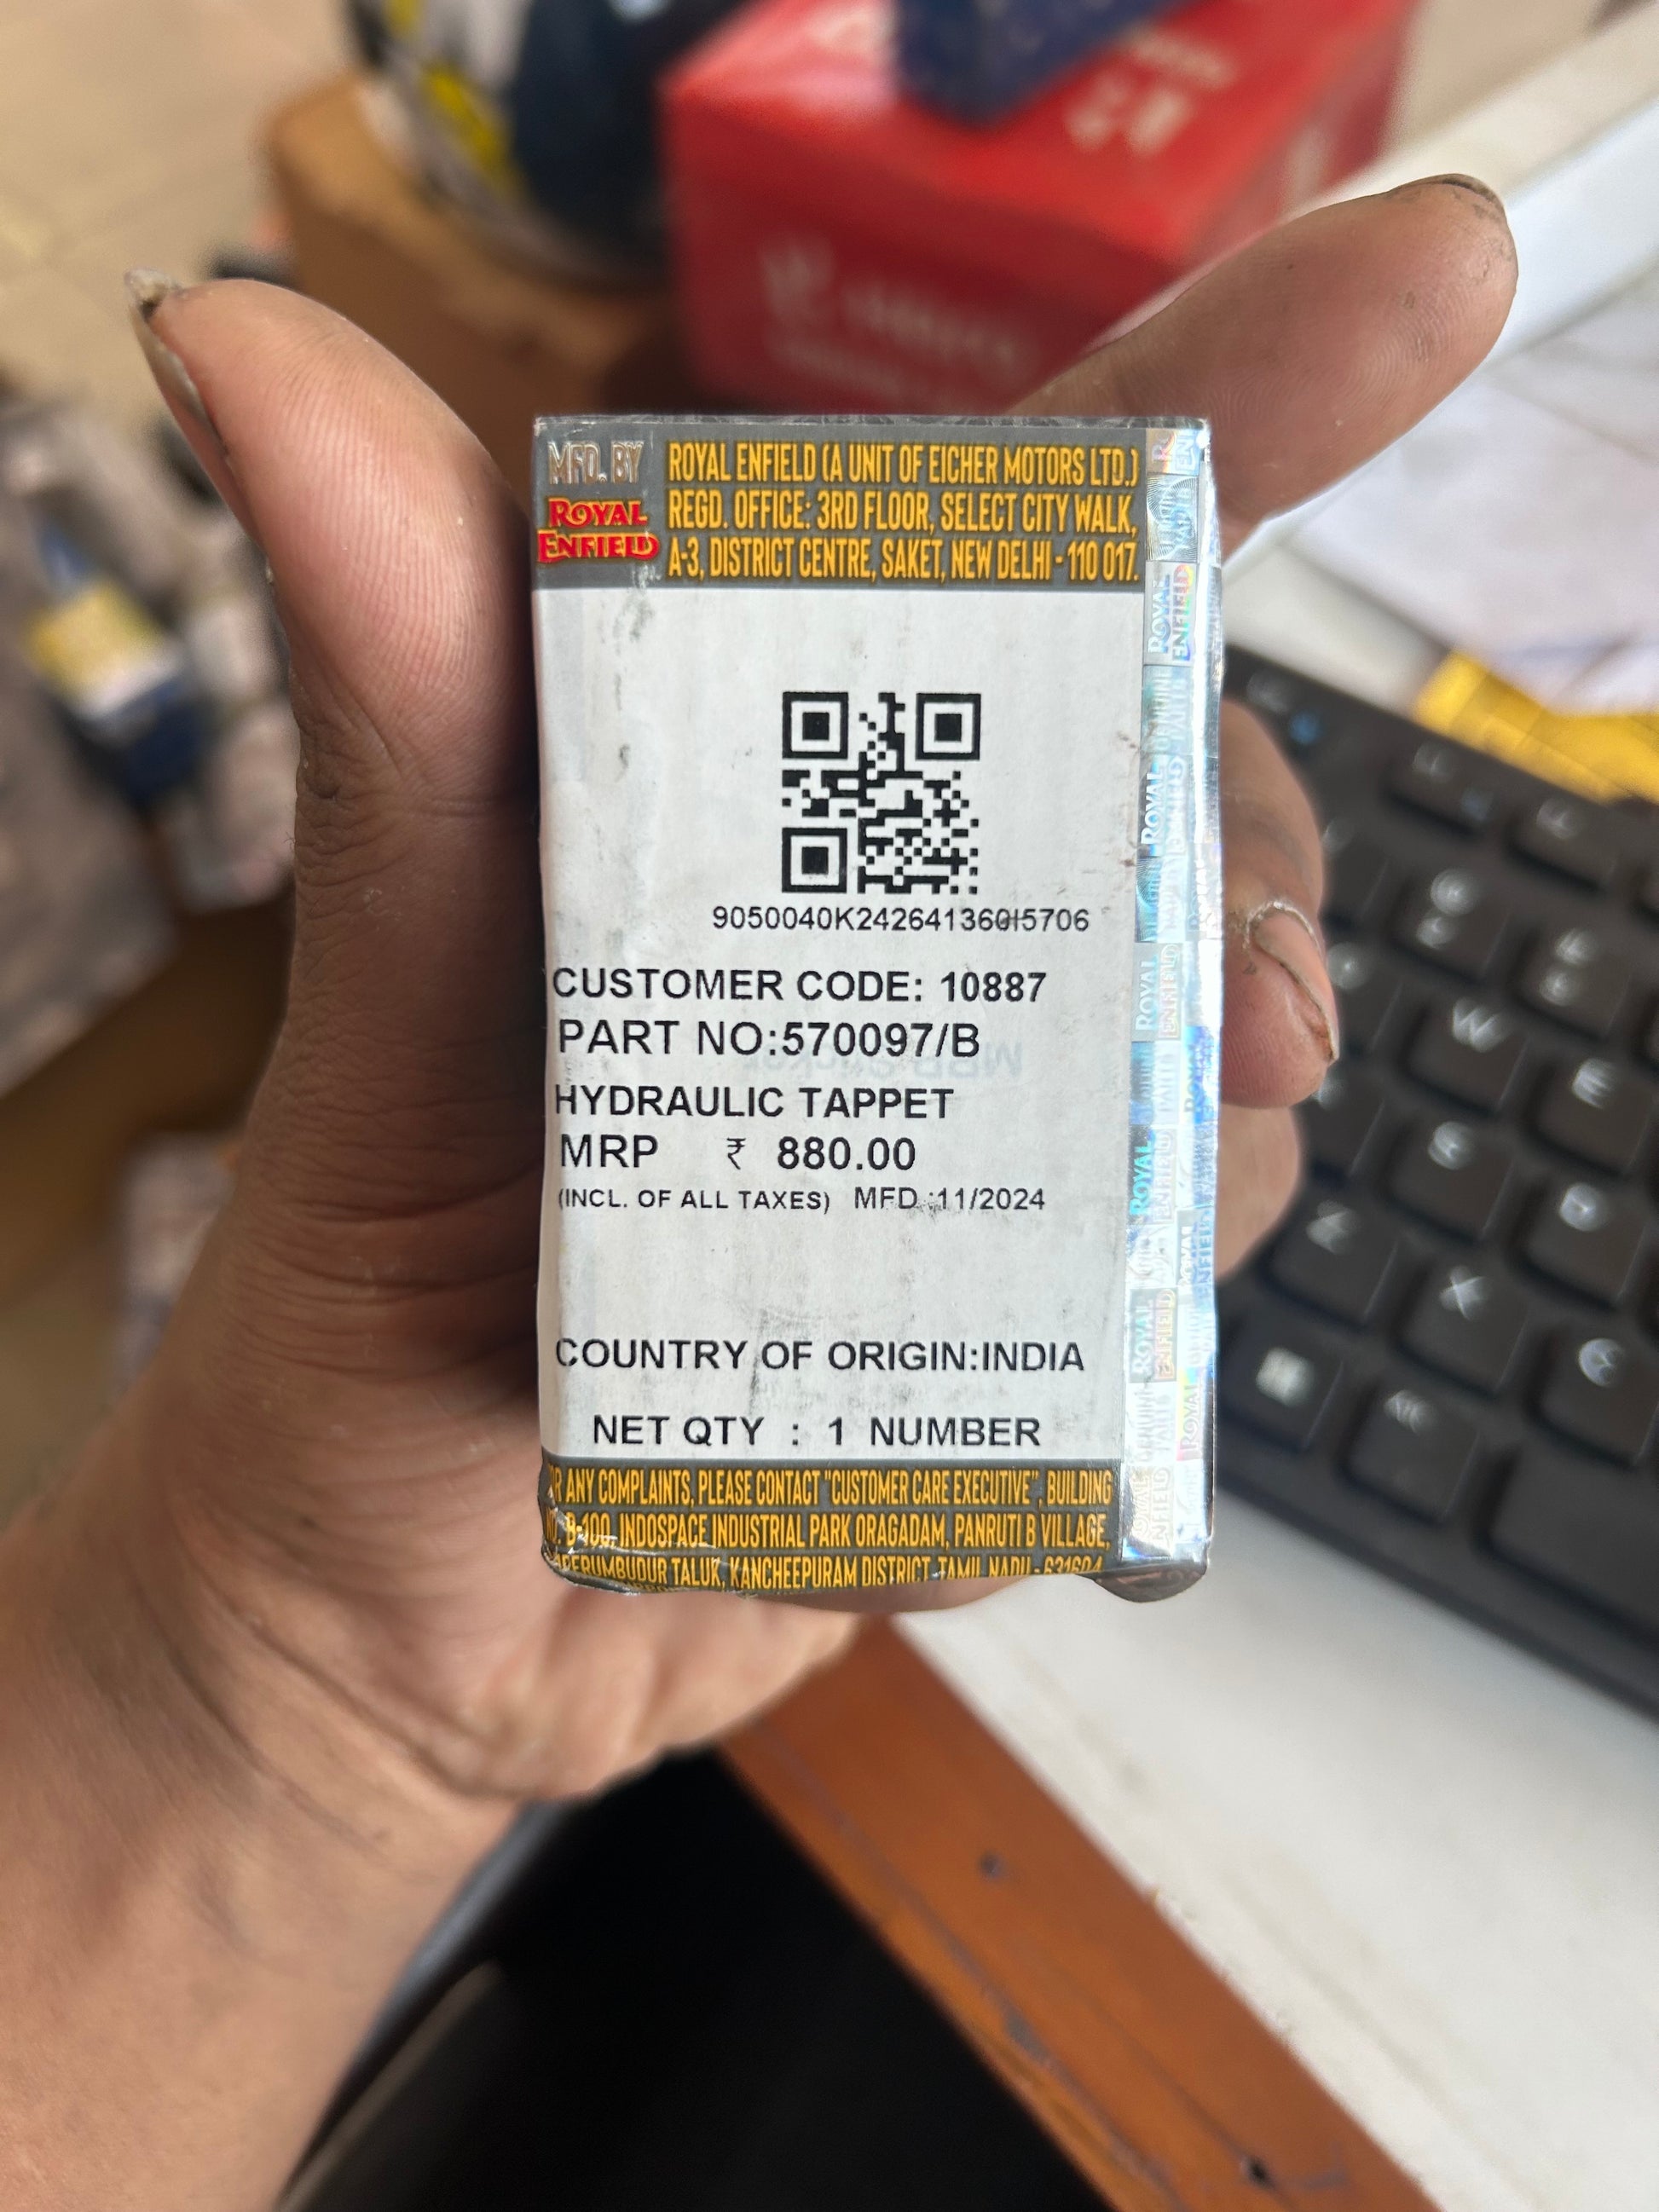 MFD. BY
ROYAL
ENFIELD
ROYAL ENFIELD (A UNIT OF EICHER MOTORS LTD.)
REGD. OFFICE: 3RD FLOOR, SELECT CITY WALK,
A-3, DISTRICT CENTRE, SAKET, NEW DELHI - 110 017.
CUSTOMER CODE: 10887
PART NO:570097/B
HYDRAULIC TAPPET
MRP ₹ 880.00
(INCL. OF ALL TAXES) MFD :11/2024
COUNTRY OF ORIGIN:INDIA
NET QTY : 1 NUMBER
ANY COMPLAINTS, PLEASE CONTACT "CUSTOMER CARE EXECUTIVE", BUILDING
B-100, INDOSPACE INDUSTRIAL PARK ORAGADAM, PANRUTI B VILLAGE,
TALUK, KANCHEEPURAM DISTRICT, TAMIL NADU - 631604
ROYAL
ENFIELD
W
E
S
D
Z
X
C